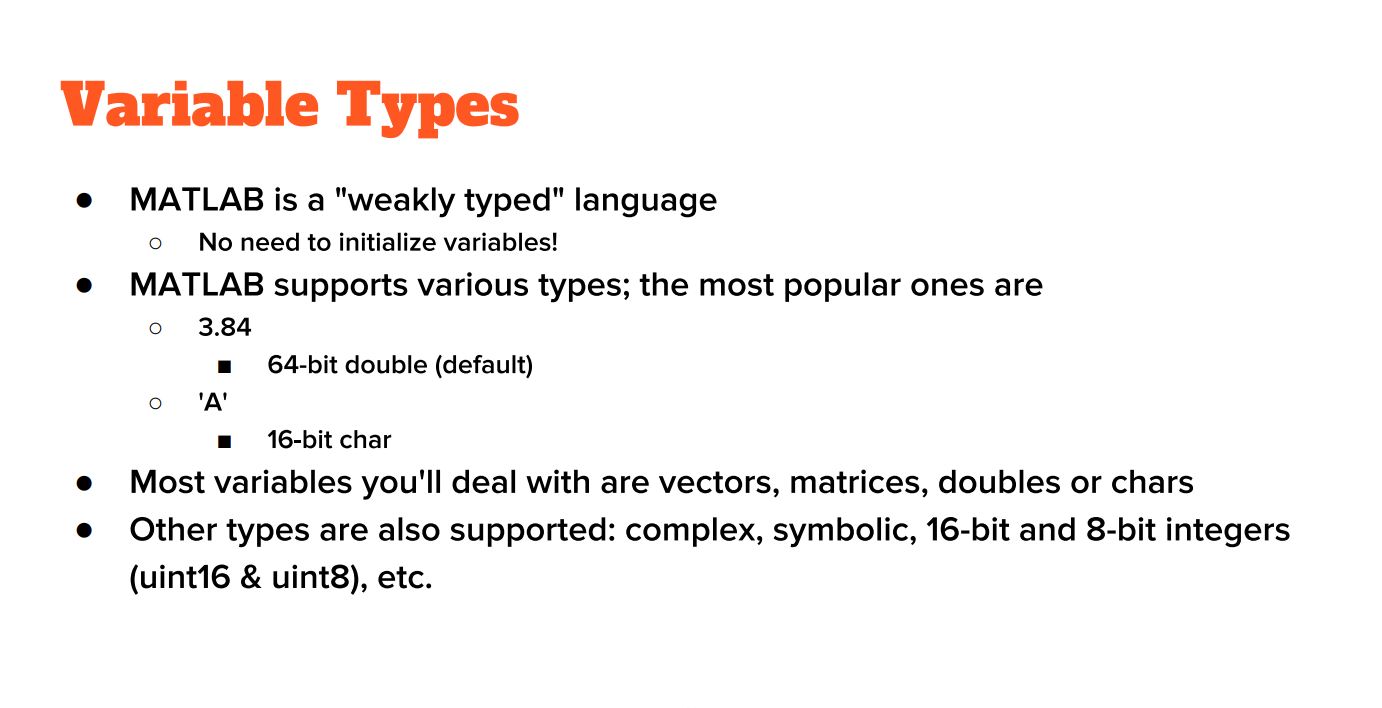 Variable Types
● MATLAB is a "weakly typed" language
○ No need to initialize variables!
● MATLAB supports various types; the most popular ones are
○ 3.84
■ 64-bit double (default)
○ 'A'
■ 16-bit char
● Most variables you'll deal with are vectors, matrices, doubles or chars
● Other types are also supported: complex, symbolic, 16-bit and 8-bit integers
(uint16 & uint8), etc.